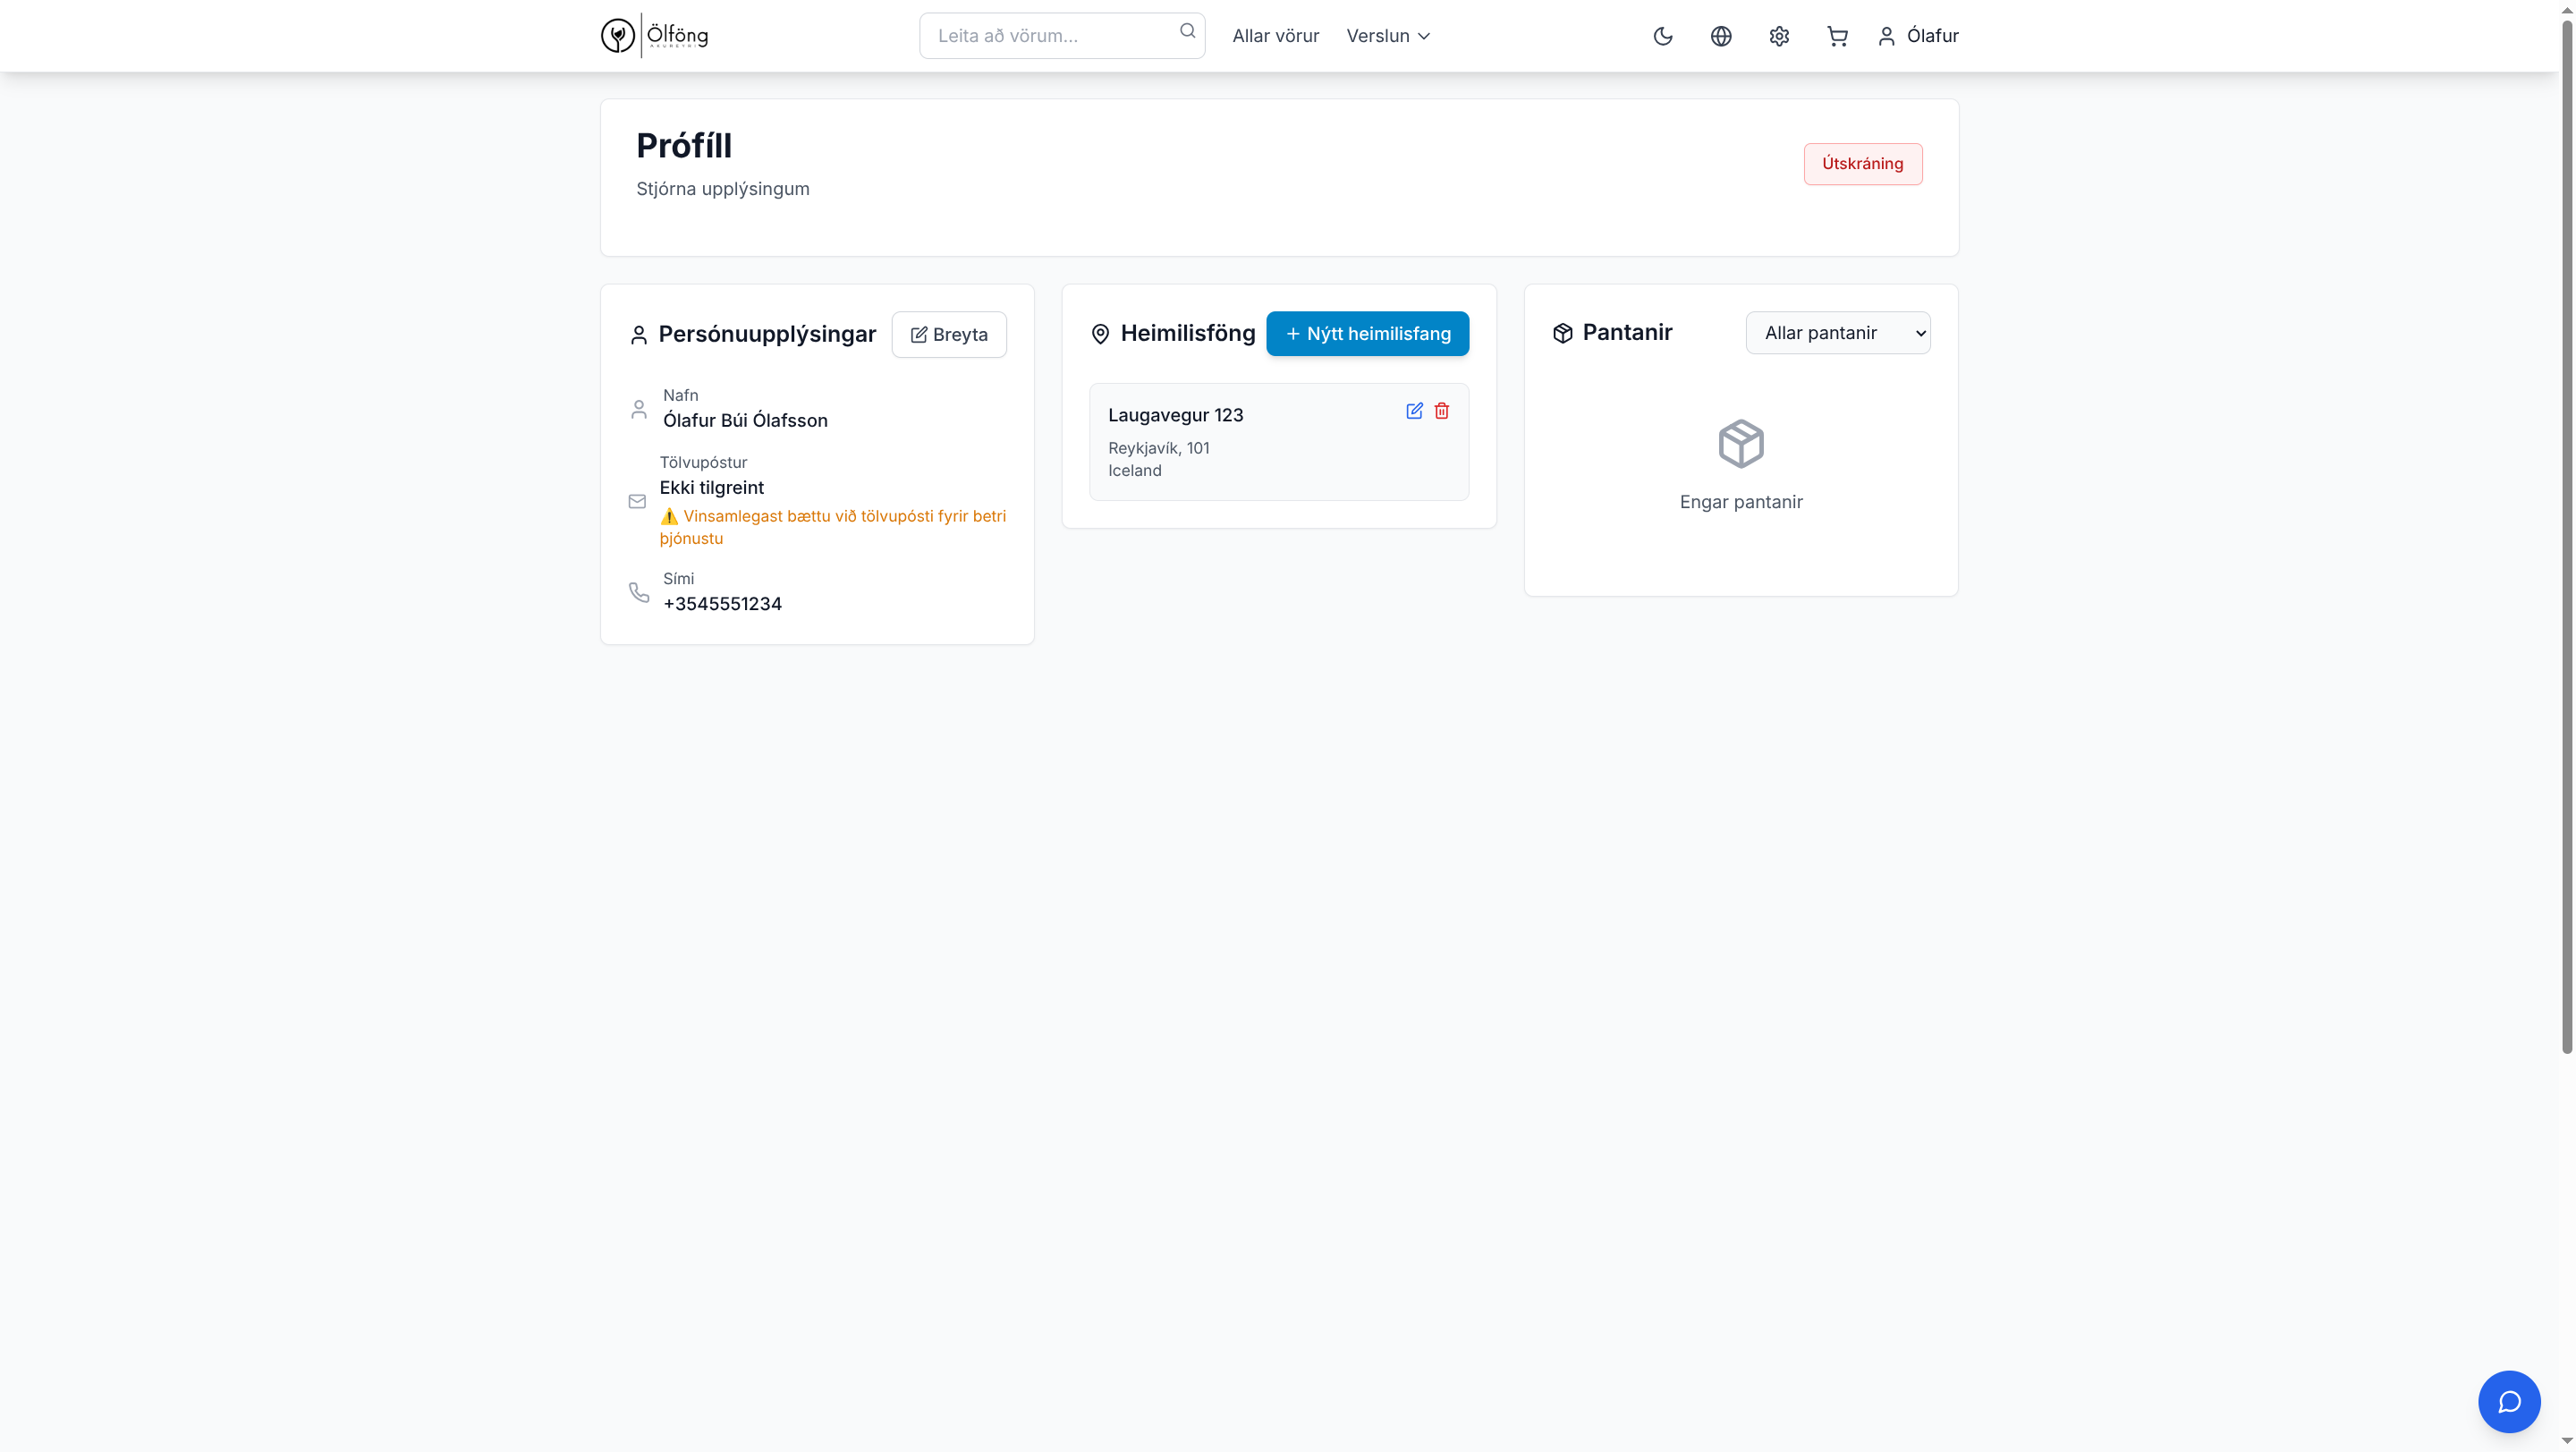 Ölföng
AKUREYRI
Leita að vörum...
Allar vörur
Verslun
Ólafur
Prófíll
Stjórna upplýsingum
Útskráning
Persónuupplýsingar
Breyta
Nafn
Ólafur Búi Ólafsson
Tölvupóstur
Ekki tilgreint
⚠️ Vinsamlegast bættu við tölvupósti fyrir betri
þjónustu
Sími
+3545551234
Heimilisföng
+ Nýtt heimilisfang
Laugavegur 123
Reykjavík, 101
Iceland
Pantanir
Allar pantanir
Engar pantanir